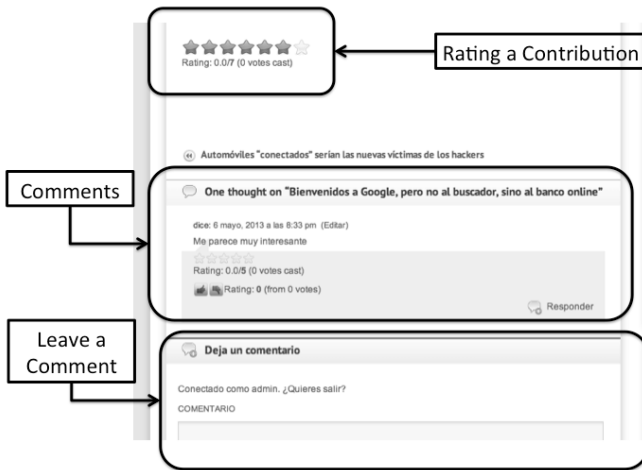 Rating a Contribution
Rating: 0.0/7 (0 votes cast)
Automóviles “conectados” serían las nuevas víctimas de los hackers
Comments
One thought on “Bienvenidos a Google, pero no al buscador, sino al banco online”
dice: 6 mayo, 2013 a las 8:33 pm (Editar)
Me parece muy interesante
Rating: 0.0/5 (0 votes cast)
Rating: 0 (from 0 votes)
Responder
Leave a
Comment
Deja un comentario
Conectado como admin. ¿Quieres salir?
COMENTARIO